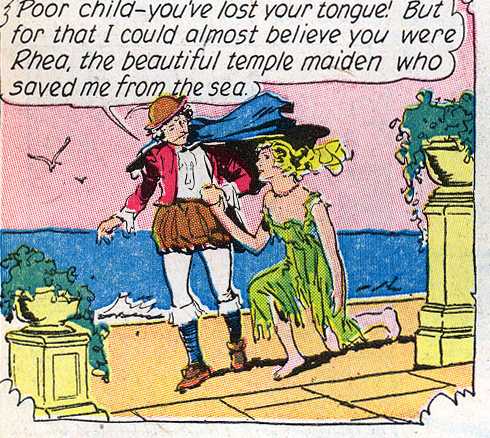 Poor child-you've lost your tongue! But
for that I could almost believe you were
Rhea, the beautiful temple maiden who
saved me from the sea.